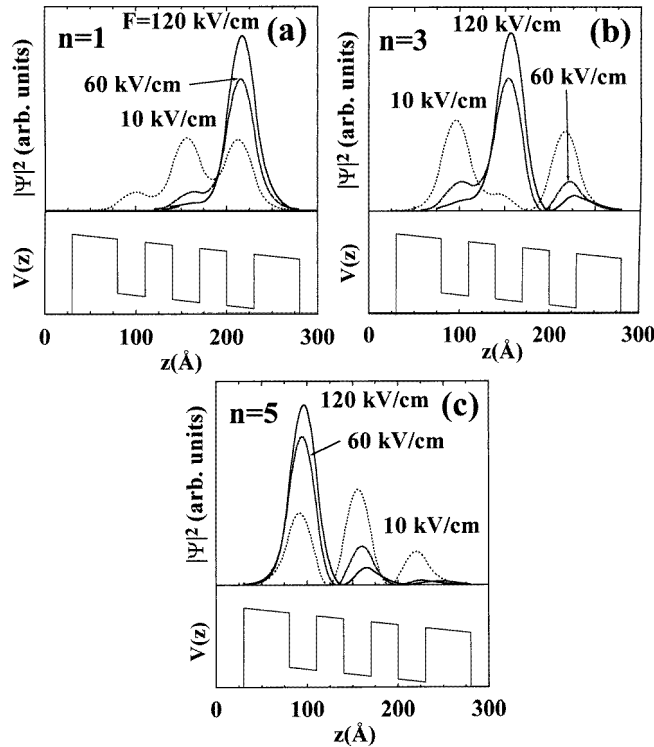 n=1
F=120 kV/cm
(a)
60 kV/cm
10 kV/cm
|Ψ|² (arb. units)
V(z)
0 100 200 300
z(Å)
n=3
120 kV/cm
(b)
60 kV/cm
10 kV/cm
|Ψ|² (arb. units)
V(z)
0 100 200 300
z(Å)
n=5
120 kV/cm
(c)
60 kV/cm
10 kV/cm
|Ψ|² (arb. units)
V(z)
0 100 200 300
z(Å)